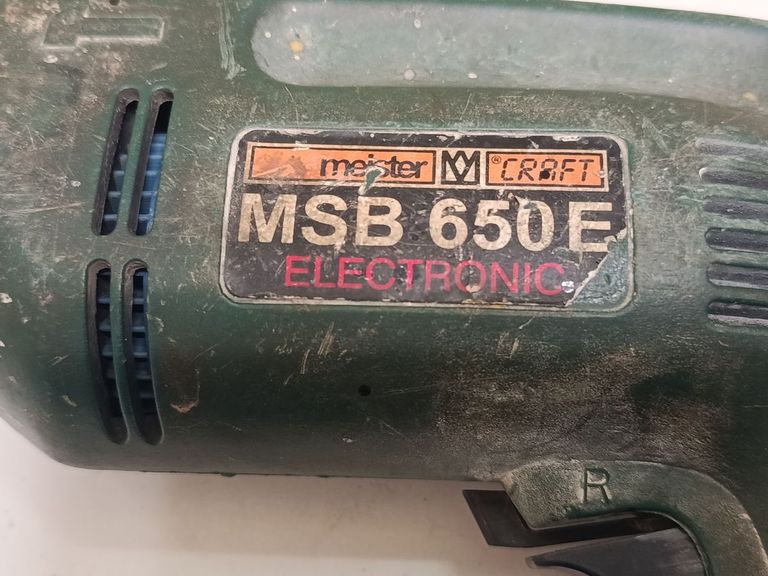 meister ® CRAFT
MSB 650 E
ELECTRONIC
R